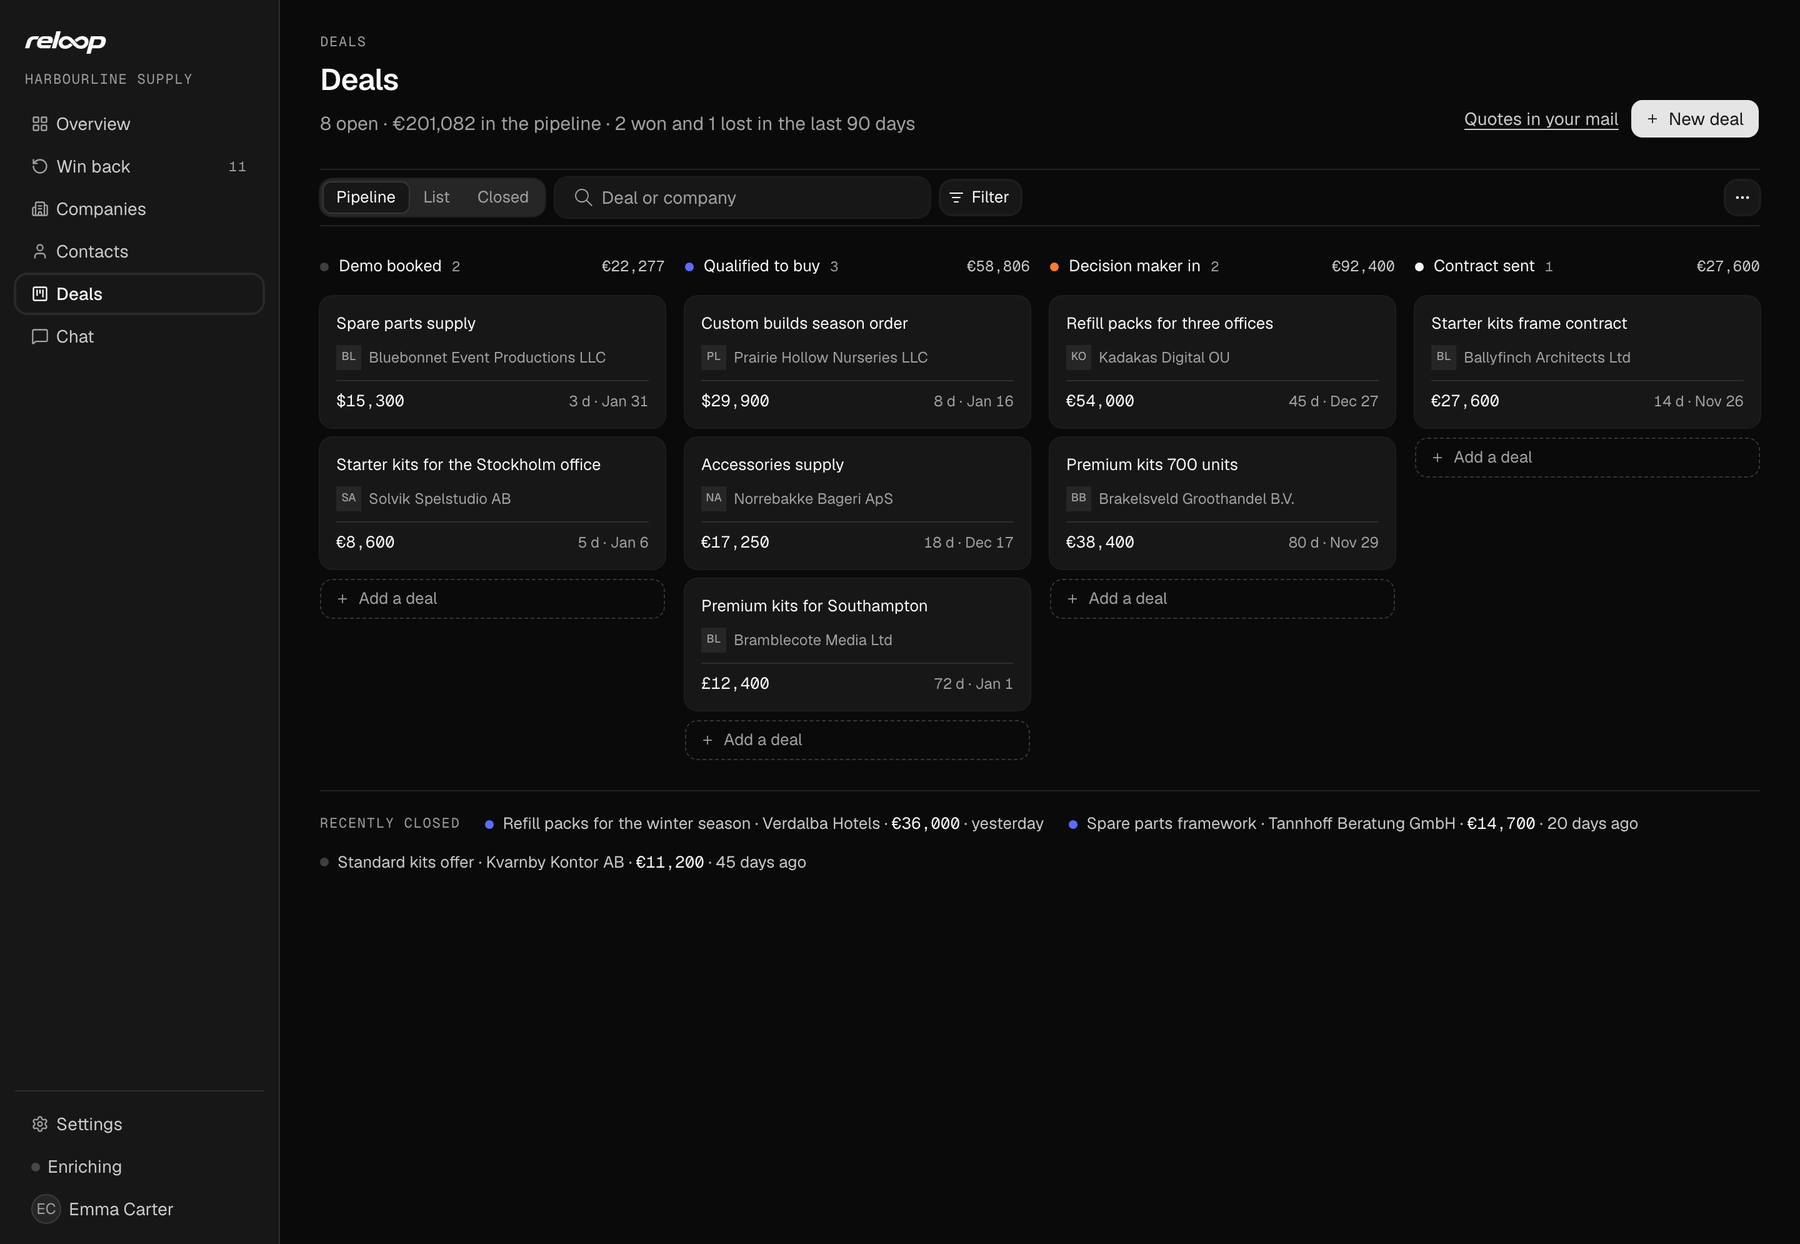 reloop
HARBOURLINE SUPPLY
Overview
Win back 11
Companies
Contacts
Deals
Chat
Settings
Enriching
EC Emma Carter
DEALS
Deals
8 open · €201,082 in the pipeline · 2 won and 1 lost in the last 90 days
Quotes in your mail
+ New deal
Pipeline List Closed
Deal or company
Filter
Demo booked 2 €22,277
Spare parts supply
BL Bluebonnet Event Productions LLC
$15,300 3 d · Jan 31
Starter kits for the Stockholm office
SA Solvik Spelstudio AB
€8,600 5 d · Jan 6
+ Add a deal
Qualified to buy 3 €58,806
Custom builds season order
PL Prairie Hollow Nurseries LLC
$29,900 8 d · Jan 16
Accessories supply
NA Norrebakke Bageri ApS
€17,250 18 d · Dec 17
Premium kits for Southampton
BL Bramblecote Media Ltd
£12,400 72 d · Jan 1
+ Add a deal
Decision maker in 2 €92,400
Refill packs for three offices
KO Kadakas Digital OU
€54,000 45 d · Dec 27
Premium kits 700 units
BB Brakelsveld Groothandel B.V.
€38,400 80 d · Nov 29
+ Add a deal
Contract sent 1 €27,600
Starter kits frame contract
BL Ballyfinch Architects Ltd
€27,600 14 d · Nov 26
+ Add a deal
RECENTLY CLOSED
Refill packs for the winter season · Verdalba Hotels · €36,000 · yesterday
Spare parts framework · Tannhoff Beratung GmbH · €14,700 · 20 days ago
Standard kits offer · Kvarnby Kontor AB · €11,200 · 45 days ago